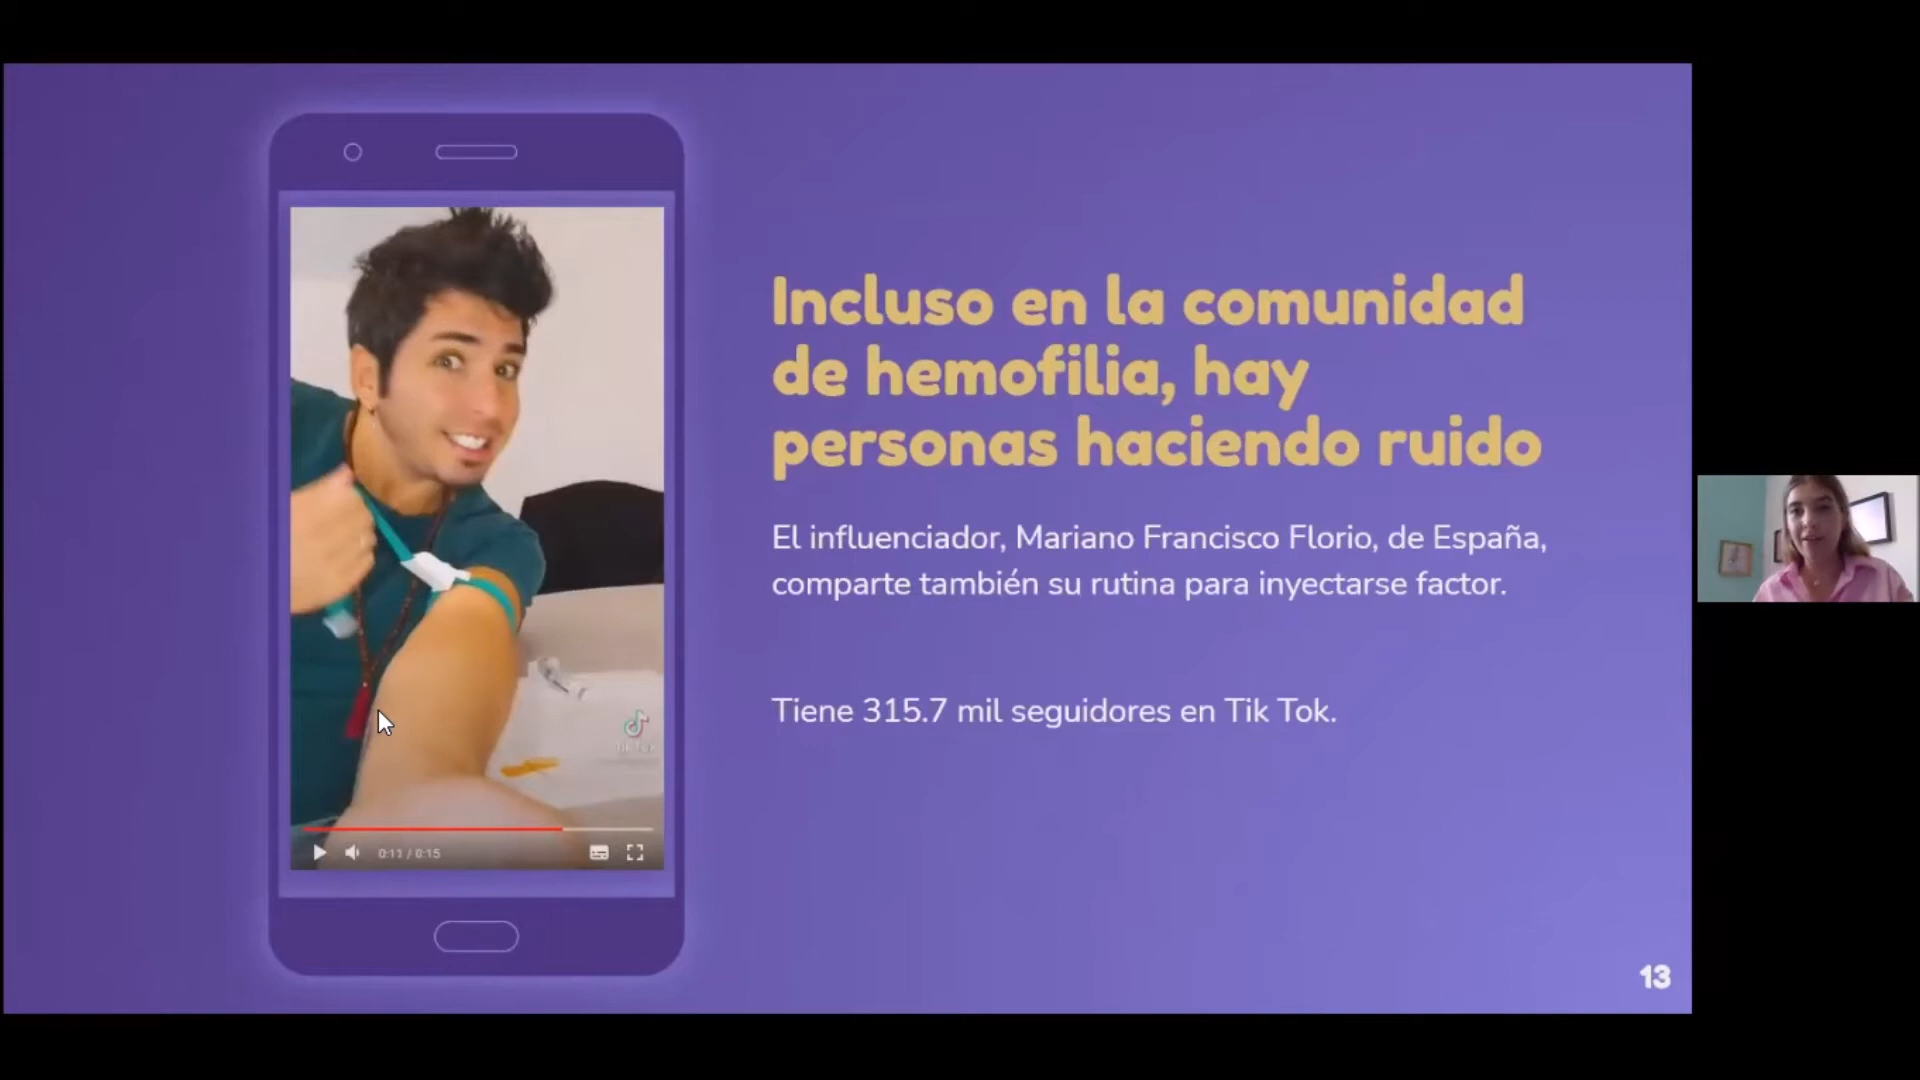 Incluso en la comunidad
de hemofilia, hay
personas haciendo ruido
El influenciador, Mariano Francisco Florio, de España,
comparte también su rutina para inyectarse factor.
Tiene 315.7 mil seguidores en Tik Tok.
0:11 / 0:15
13